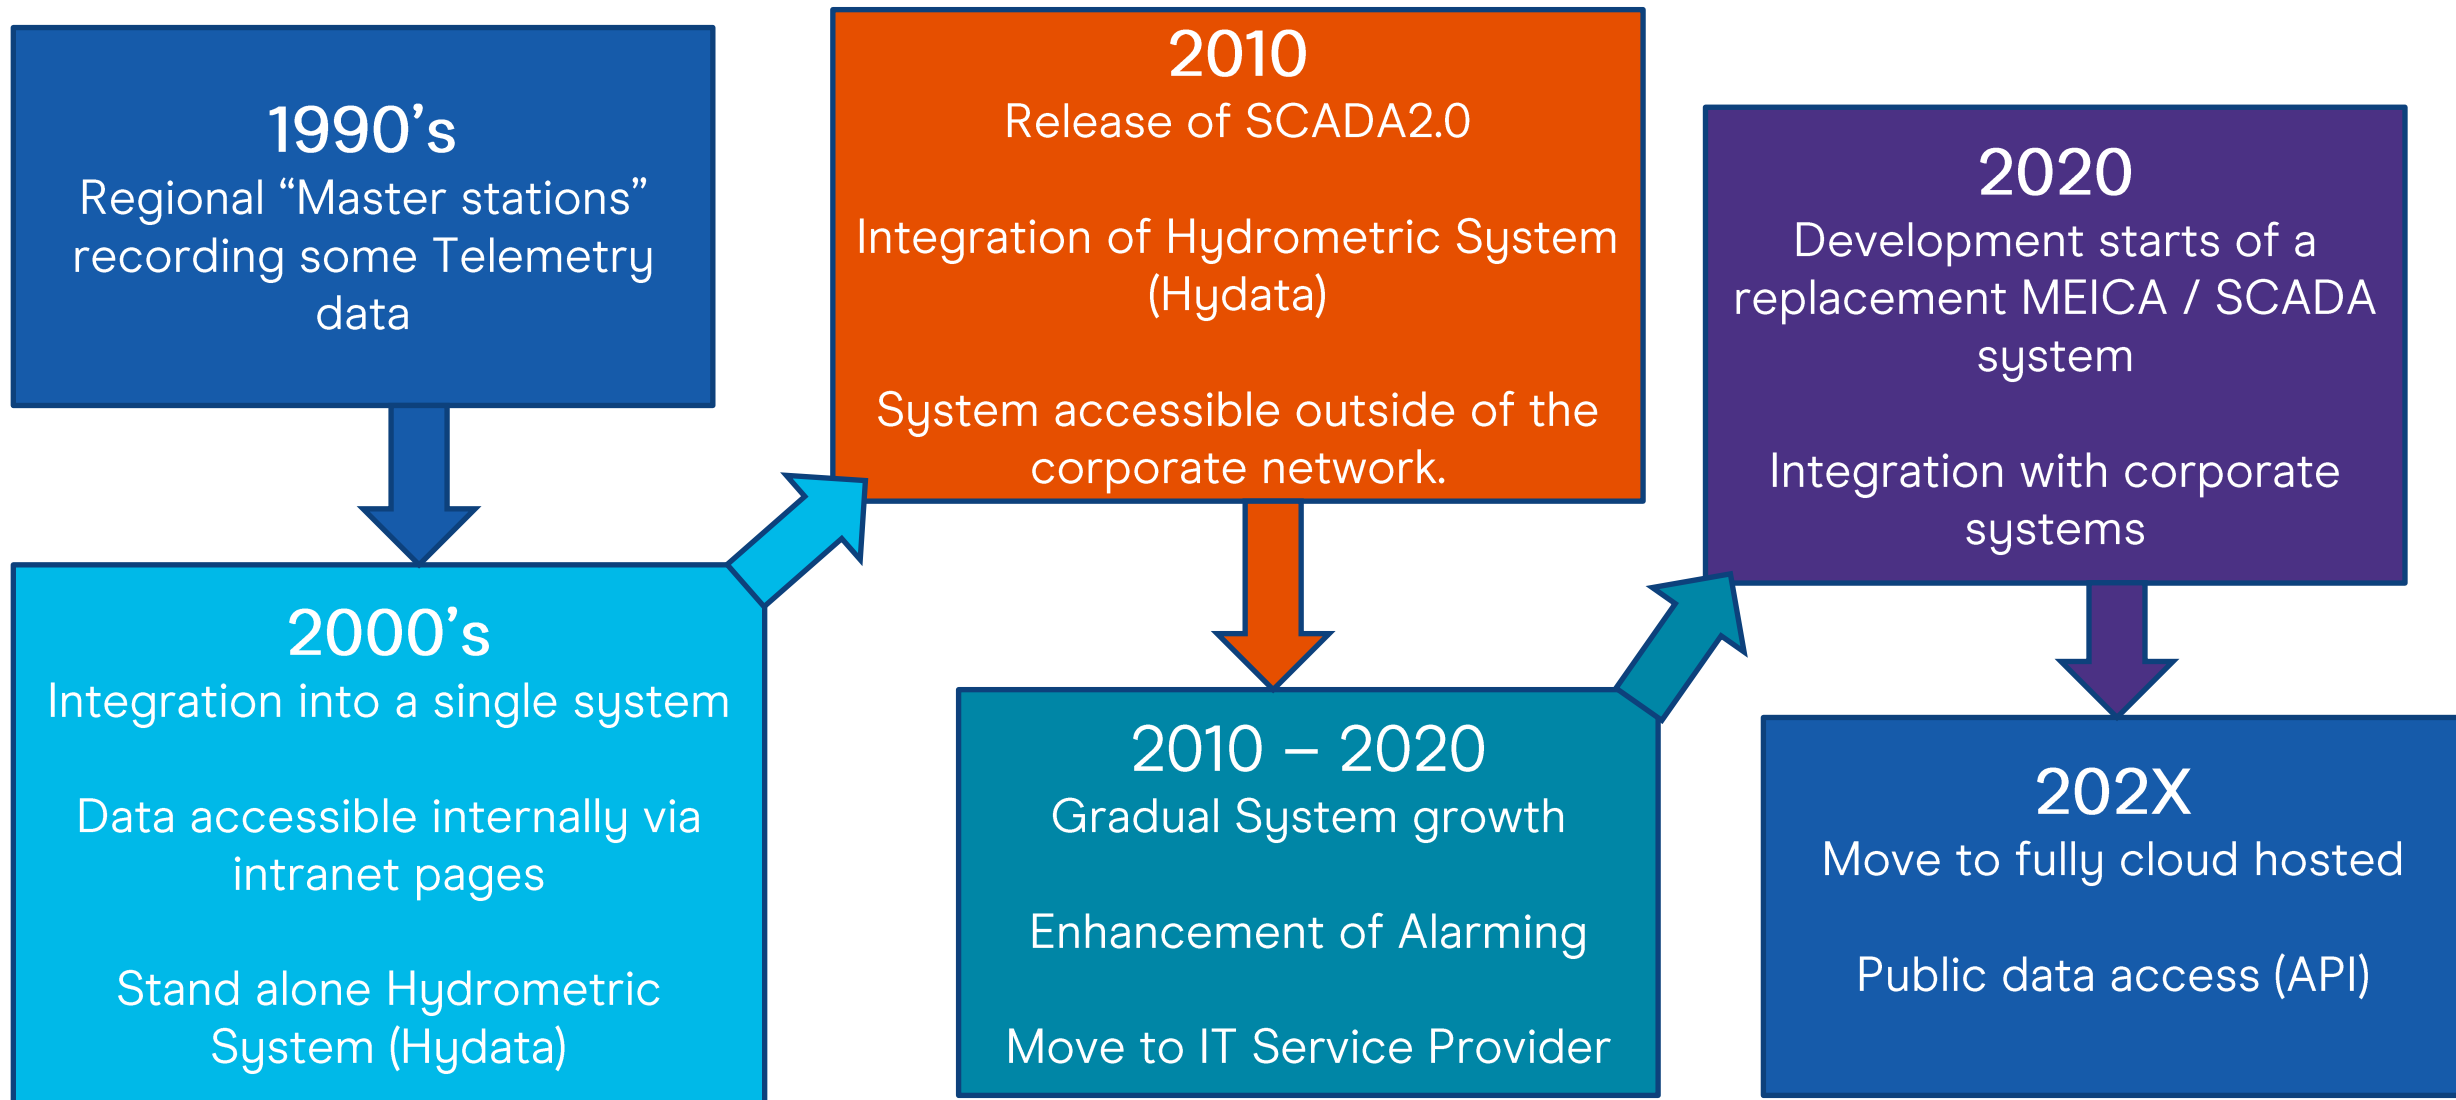 1990’s
Regional “Master stations”
recording some Telemetry
data
2000’s
Integration into a single system
Data accessible internally via
intranet pages
Stand alone Hydrometric
System (Hydata)
2010
Release of SCADA2.0
Integration of Hydrometric System
(Hydata)
System accessible outside of the
corporate network.
2010 – 2020
Gradual System growth
Enhancement of Alarming
Move to IT Service Provider
2020
Development starts of a
replacement MEICA / SCADA
system
Integration with corporate
systems
202X
Move to fully cloud hosted
Public data access (API)